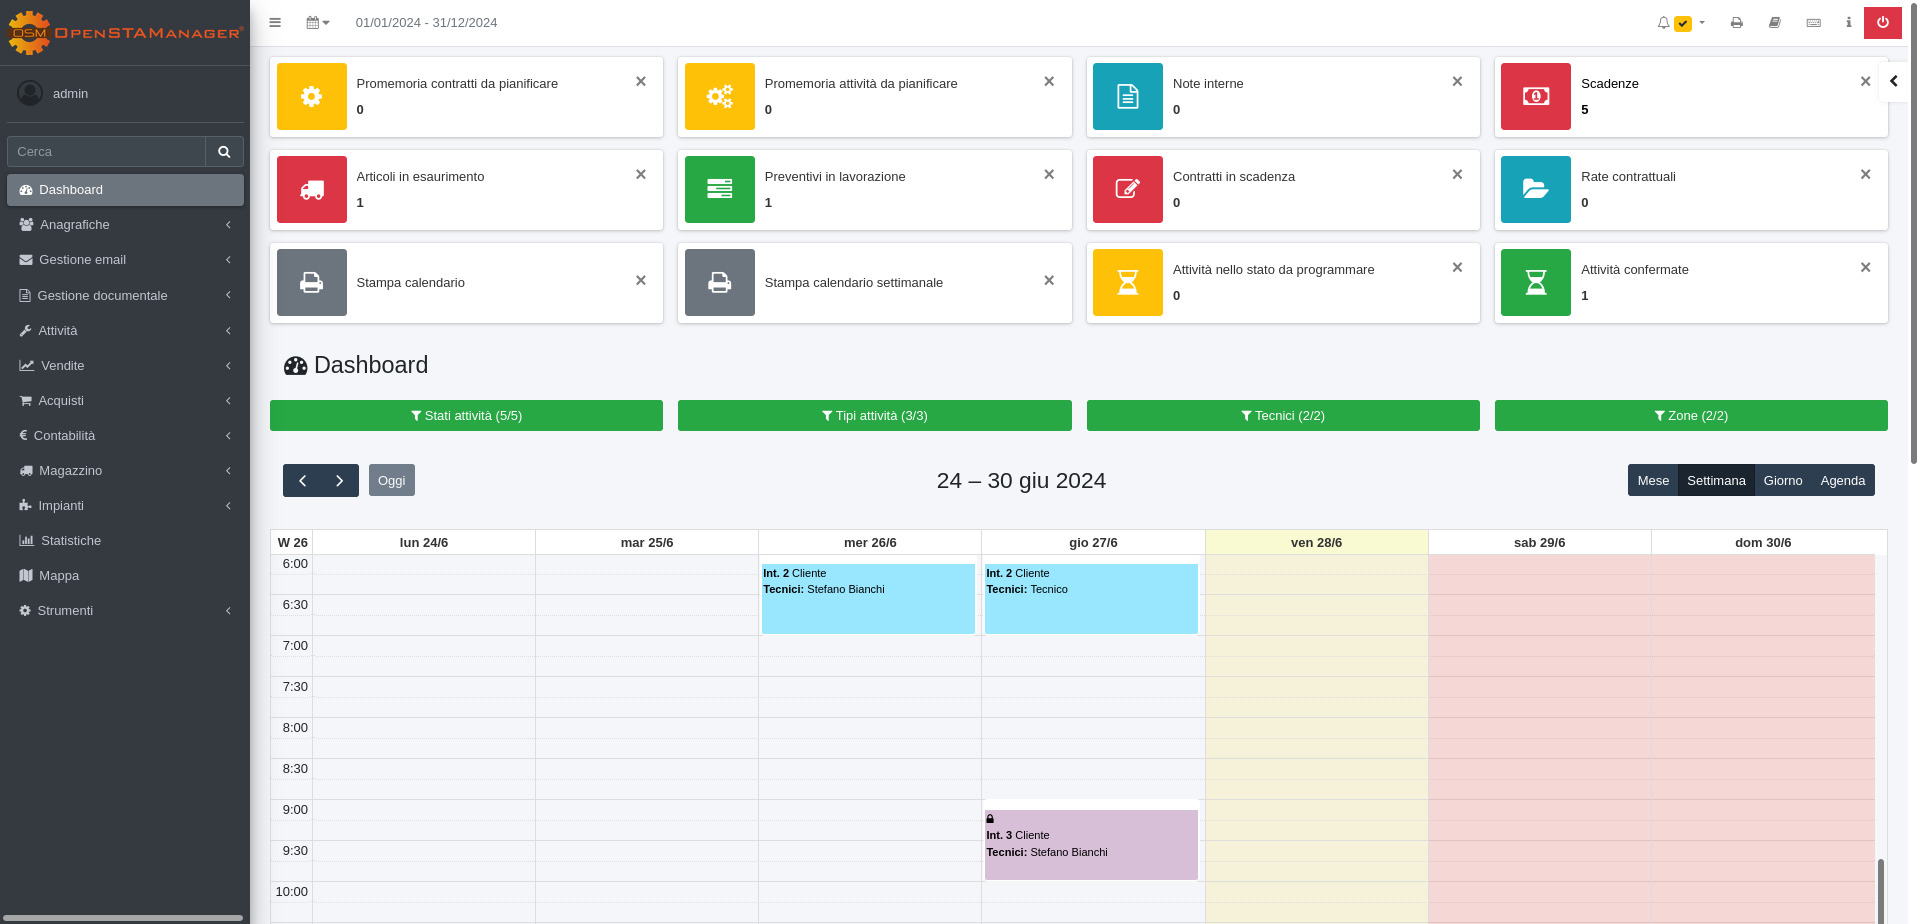 OSM OpenSTAManager®
01/01/2024 - 31/12/2024
admin
Cerca
Dashboard
Anagrafiche
Gestione email
Gestione documentale
Attività
Vendite
Acquisti
Contabilità
Magazzino
Impianti
Statistiche
Mappa
Strumenti
Promemoria contratti da pianificare
0
Promemoria attività da pianificare
0
Note interne
0
Scadenze
5
Articoli in esaurimento
1
Preventivi in lavorazione
1
Contratti in scadenza
0
Rate contrattuali
0
Stampa calendario
Stampa calendario settimanale
Attività nello stato da programmare
0
Attività confermate
1
Dashboard
Stati attività (5/5)
Tipi attività (3/3)
Tecnici (2/2)
Zone (2/2)
Oggi
24 – 30 giu 2024
Mese Settimana Giorno Agenda
W 26 lun 24/6 mar 25/6 mer 26/6 gio 27/6 ven 28/6 sab 29/6 dom 30/6
6:00
Int. 2 Cliente
Tecnici: Stefano Bianchi
Int. 2 Cliente
Tecnici: Tecnico
6:30
7:00
7:30
8:00
8:30
9:00
Int. 3 Cliente
Tecnici: Stefano Bianchi
9:30
10:00